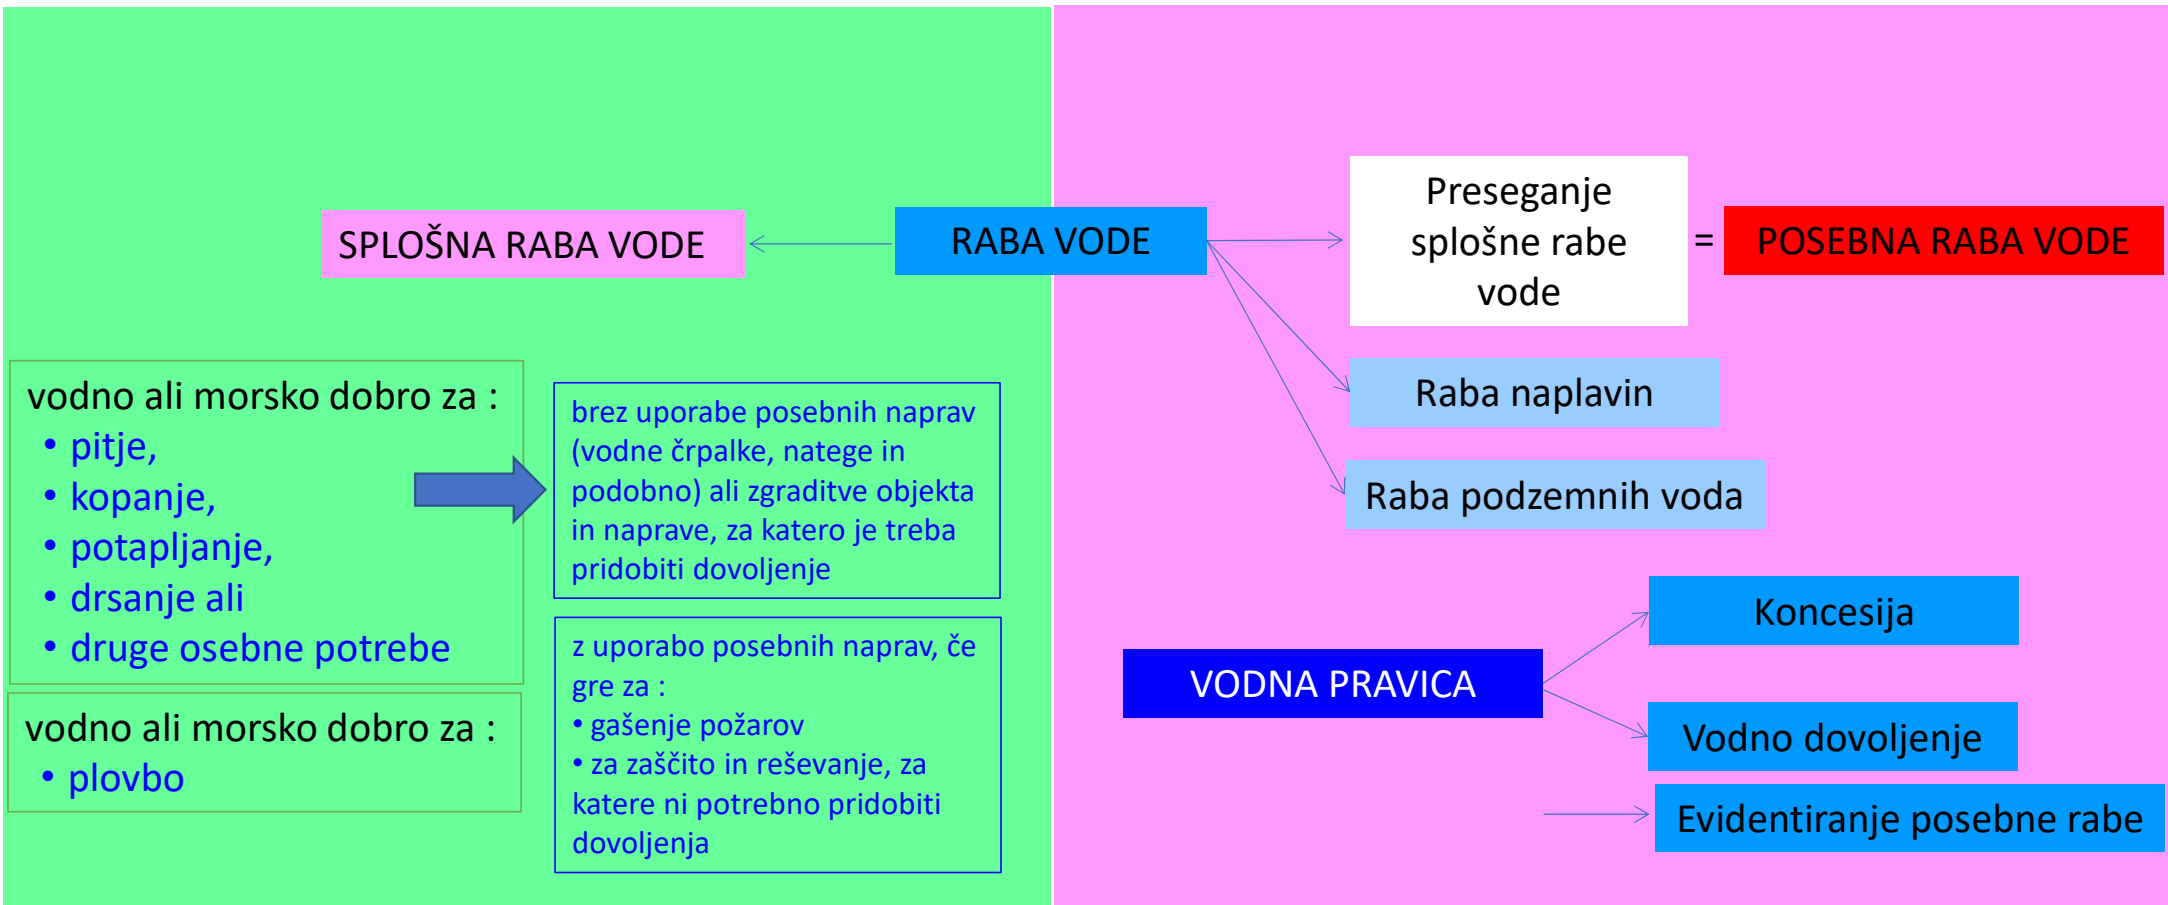 SPLOŠNA RABA VODE
RABA VODE
Preseganje
splošne rabe
vode
=
POSEBNA RABA VODE
Raba naplavin
Raba podzemnih voda
vodno ali morsko dobro za :
• pitje,
• kopanje,
• potapljanje,
• drsanje ali
• druge osebne potrebe
vodno ali morsko dobro za :
• plovbo
brez uporabe posebnih naprav
(vodne črpalke, natege in
podobno) ali zgraditve objekta
in naprave, za katero je treba
pridobiti dovoljenje
z uporabo posebnih naprav, če
gre za :
• gašenje požarov
• za zaščito in reševanje, za
katere ni potrebno pridobiti
dovoljenja
VODNA PRAVICA
Koncesija
Vodno dovoljenje
Evidentiranje posebne rabe